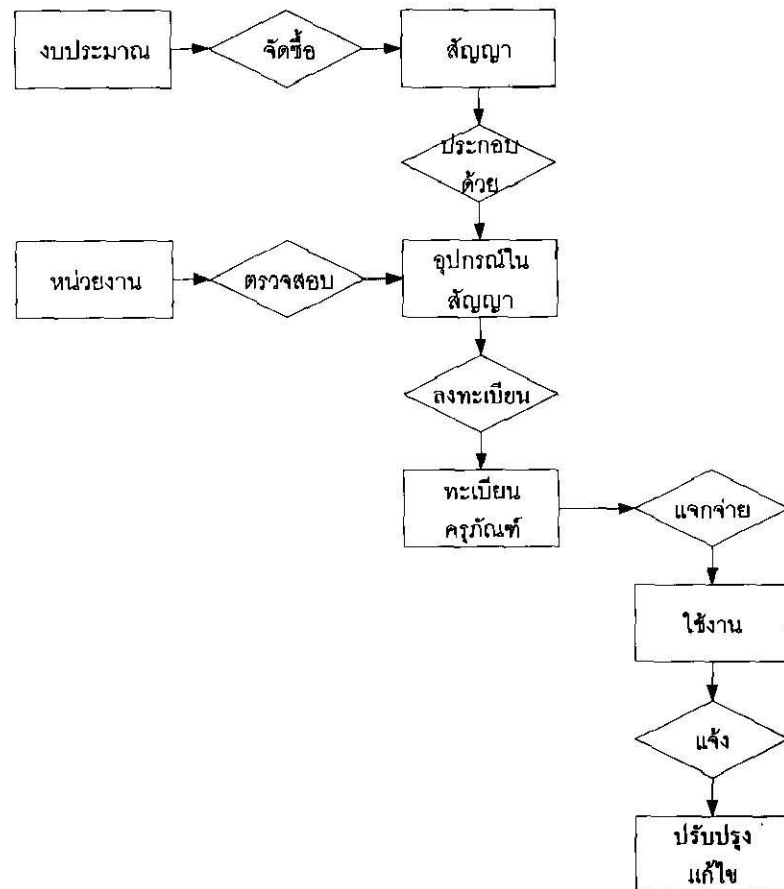 งบประมาณ
จัดซื้อ
สัญญา
ประกอบ
ด้วย
หน่วยงาน
ตรวจสอบ
อุปกรณ์ใน
สัญญา
ลงทะเบียน
ทะเบียน
ครุภัณฑ์
แจกจ่าย
ใช้งาน
แจ้ง
ปรับปรุง
แก้ไข